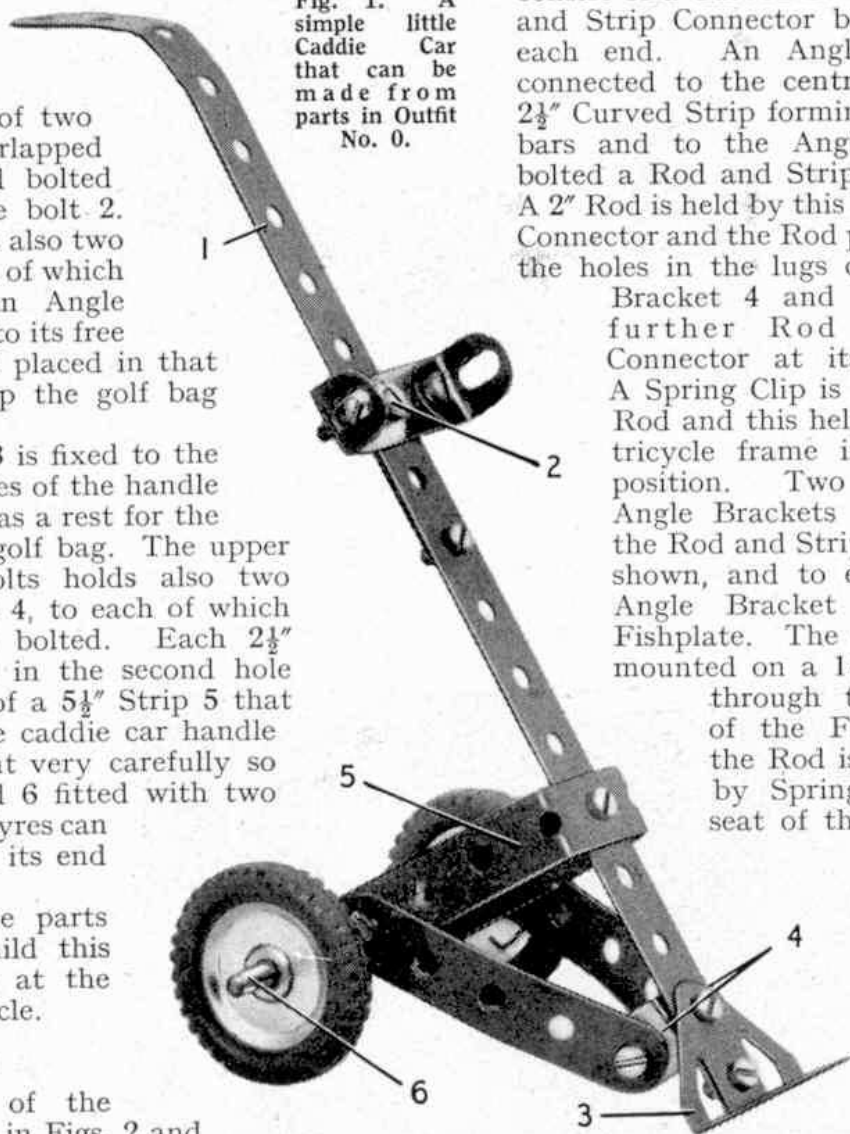 Fig. 1. A
simple little
Caddie Car
that can be
made from
parts in Outfit
No. 0.
of two
rlapped
bolted
bolt 2.
also two
of which
n Angle
to its free
placed in that
p the golf bag
3 is fixed to the
es of the handle
as a rest for the
golf bag. The upper
olts holds also two
4, to each of which
bolted. Each 2½″
in the second hole
of a 5½″ Strip 5 that
e caddie car handle
t very carefully so
6 fitted with two
yres can
its end
e parts
ild this
at the
cle.
of the
in Figs. 2 and
and Strip Connector b
each end. An Angl
connected to the centr
2½″ Curved Strip formin
bars and to the Ang
bolted a Rod and Strip
A 2″ Rod is held by this
Connector and the Rod p
the holes in the lugs o
Bracket 4 and
further Rod
Connector at it
A Spring Clip is
Rod and this hel
tricycle frame i
position. Two
Angle Brackets
the Rod and Stri
shown, and to e
Angle Bracket
Fishplate. The
mounted on a 1
through t
of the F
the Rod is
by Spring
seat of th
1
2
5
4
6
3